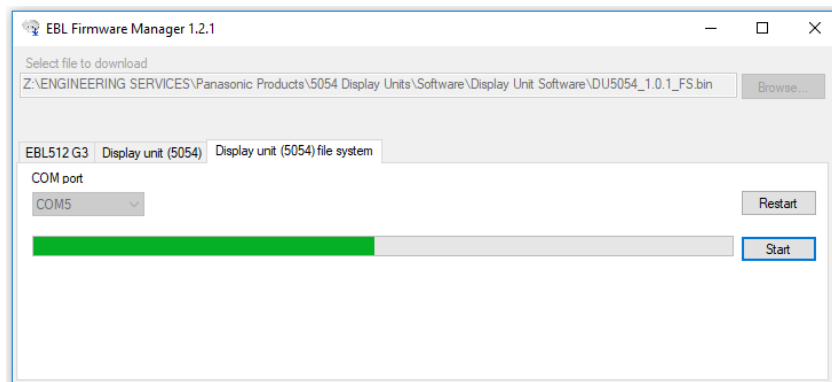 EBL Firmware Manager 1.2.1
Select file to download
Z:\ENGINEERING SERVICES\Panasonic Products\5054 Display Units\Software\Display Unit Software\DU5054_1.0.1_FS.bin
Browse...
EBL512 G3 Display unit (5054) Display unit (5054) file system
COM port
COM5
Restart
Start